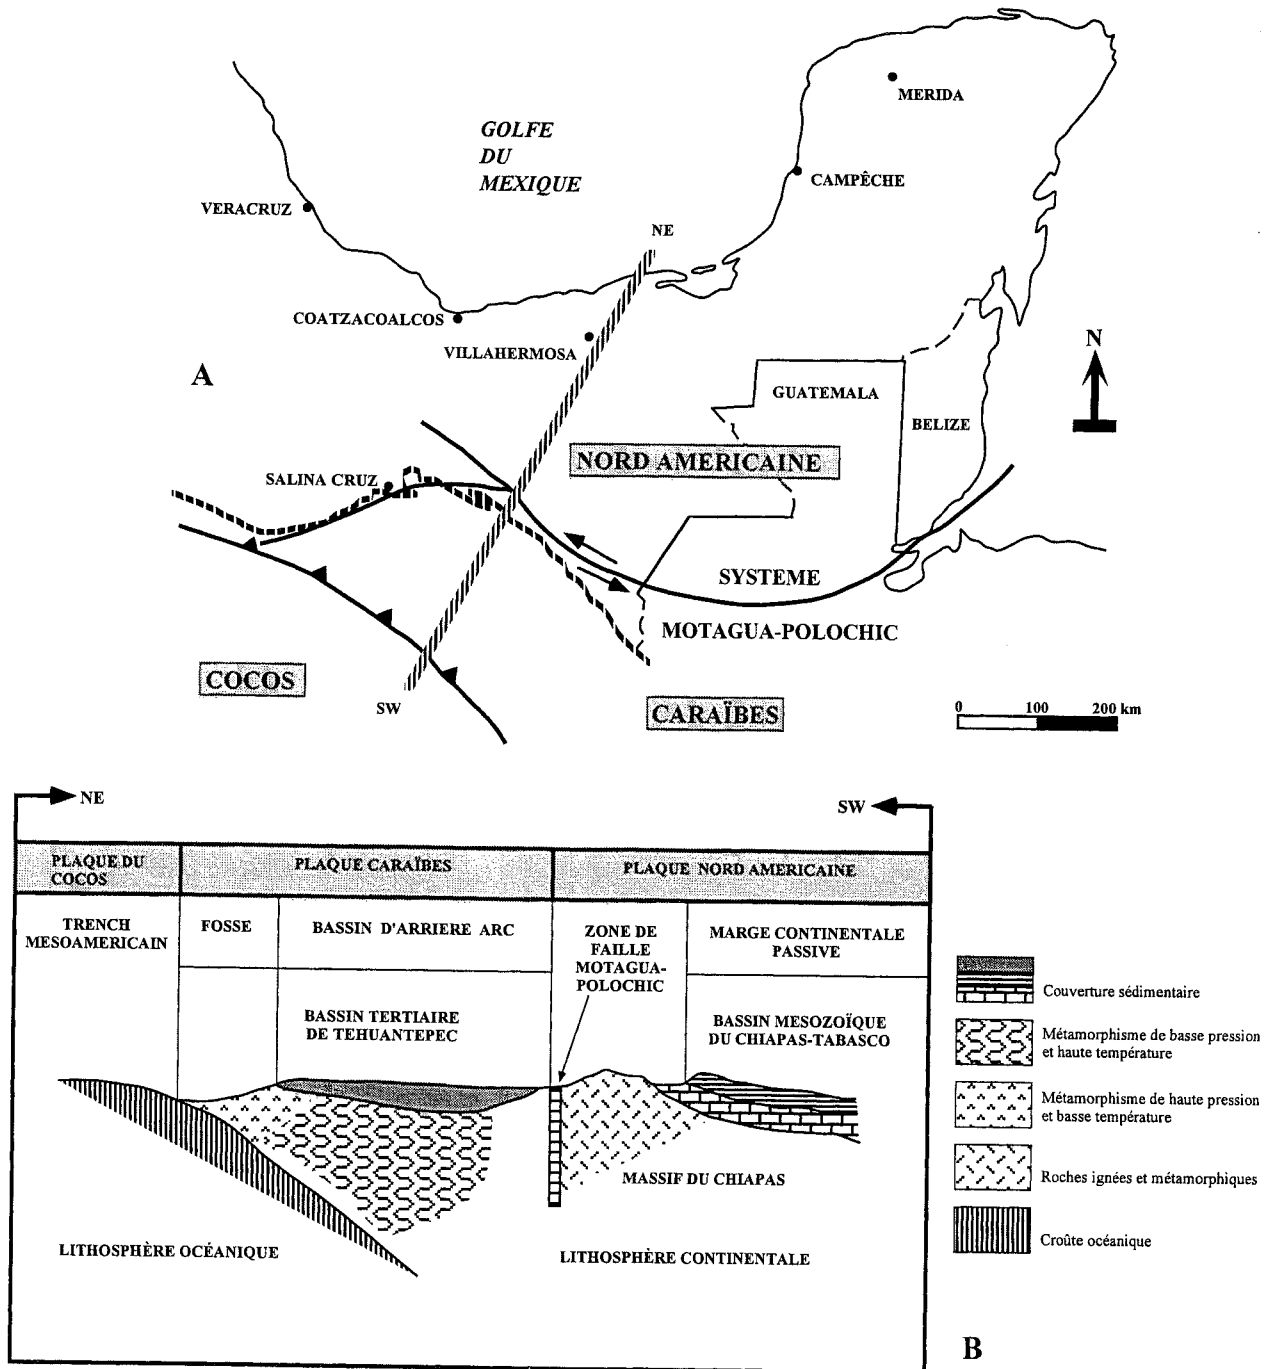 GOLFE
DU
MEXIQUE
MERIDA
CAMPÊCHE
VERACRUZ
NE
COATZACOALCOS
VILLAHERMOSA
A
N
GUATEMALA
BELIZE
NORD AMERICAINE
SALINA CRUZ
SYSTEME
MOTAGUA-POLOCHIC
COCOS
SW
CARAÏBES
0 100 200 km
NE
SW
PLAQUE DU
COCOS
PLAQUE CARAÏBES
PLAQUE NORD AMERICAINE
TRENCH
MESOAMERICAIN
FOSSE
BASSIN D'ARRIERE ARC
ZONE DE
FAILLE
MOTAGUA-
POLOCHIC
MARGE CONTINENTALE
PASSIVE
BASSIN TERTIAIRE
DE TEHUANTEPEC
BASSIN MESOZOÏQUE
DU CHIAPAS-TABASCO
MASSIF DU CHIAPAS
LITHOSPHÈRE OCÉANIQUE
LITHOSPHÈRE CONTINENTALE
Couverture sédimentaire
Métamorphisme de basse pression
et haute température
Métamorphisme de haute pression
et basse température
Roches ignées et métamorphiques
Croûte océanique
B